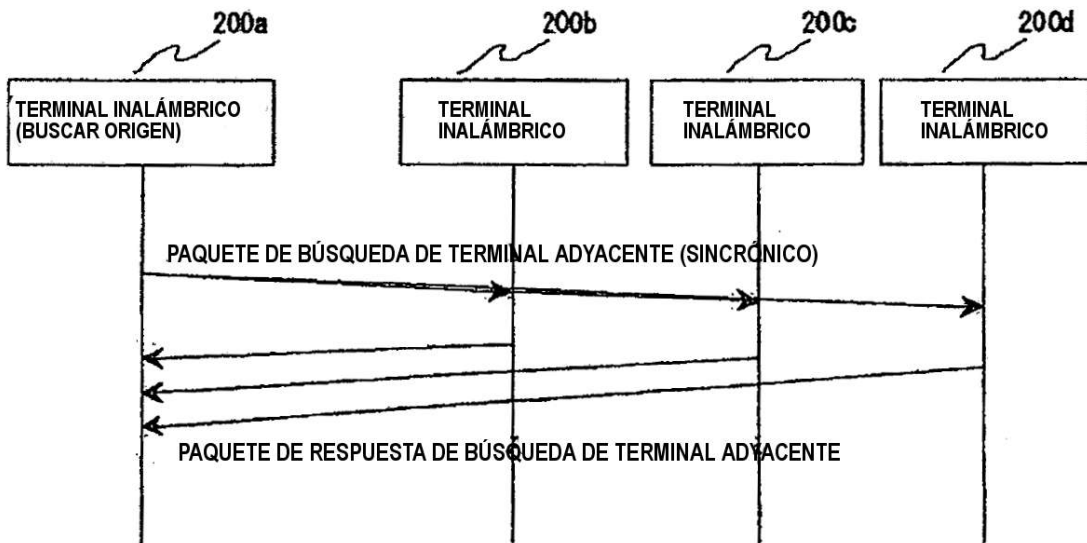 200a
200b
200c
200d
TERMINAL INALÁMBRICO
(BUSCAR ORIGEN)
TERMINAL
INALÁMBRICO
TERMINAL
INALÁMBRICO
TERMINAL
INALÁMBRICO
PAQUETE DE BÚSQUEDA DE TERMINAL ADYACENTE (SINCRÓNICO)
PAQUETE DE RESPUESTA DE BÚSQUEDA DE TERMINAL ADYACENTE